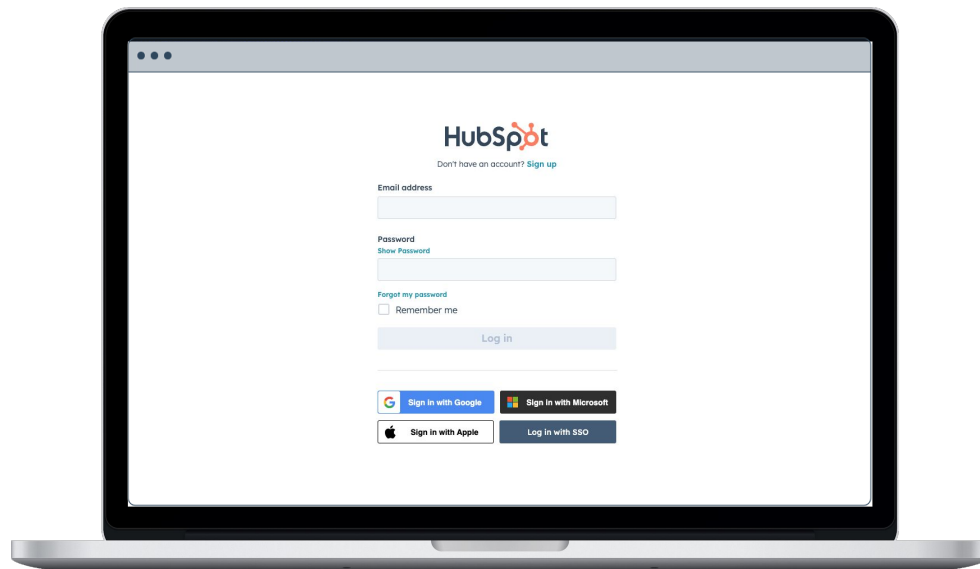 HubSpot
Don't have an account? Sign up
Email address
Password
Show Password
Forgot my password
Remember me
Log in
Sign in with Google
Sign in with Microsoft
Sign in with Apple
Log in with SSO